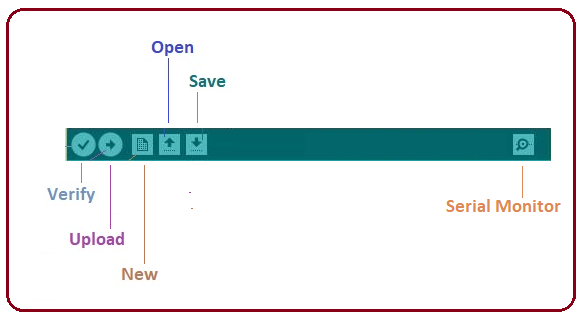 Open
Save
Verify
Serial Monitor
Upload
New